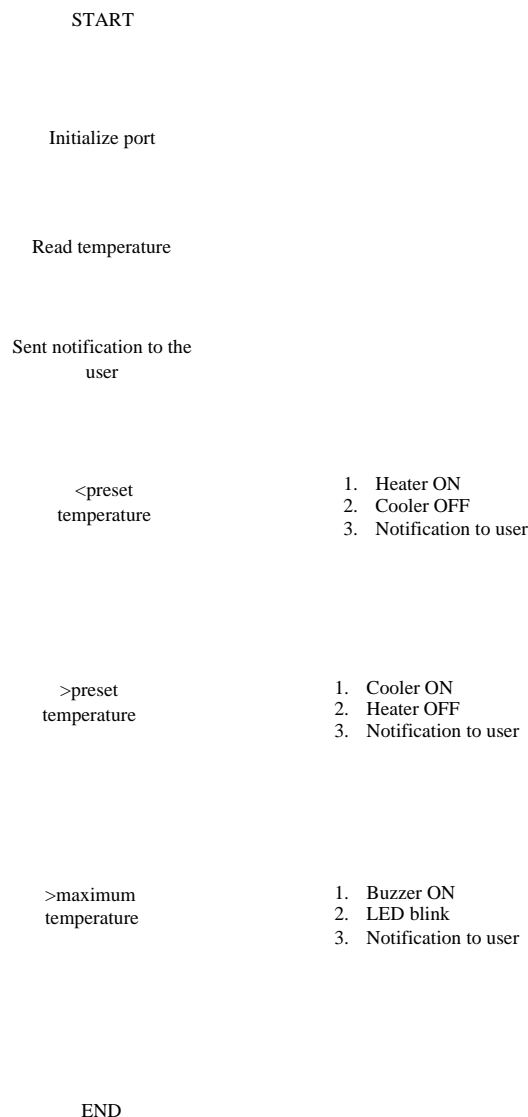 START
Initialize port
Read temperature
Sent notification to the
user
<preset
temperature
1. Heater ON
2. Cooler OFF
3. Notification to user
>preset
temperature
1. Cooler ON
2. Heater OFF
3. Notification to user
>maximum
temperature
1. Buzzer ON
2. LED blink
3. Notification to user
END